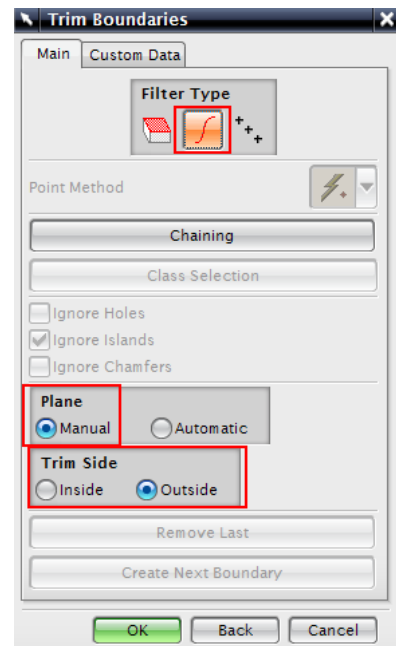 Trim Boundaries
Main Custom Data
Filter Type
Point Method
Chaining
Class Selection
Ignore Holes
Ignore Islands
Ignore Chamfers
Plane
Manual Automatic
Trim Side
Inside Outside
Remove Last
Create Next Boundary
OK Back Cancel